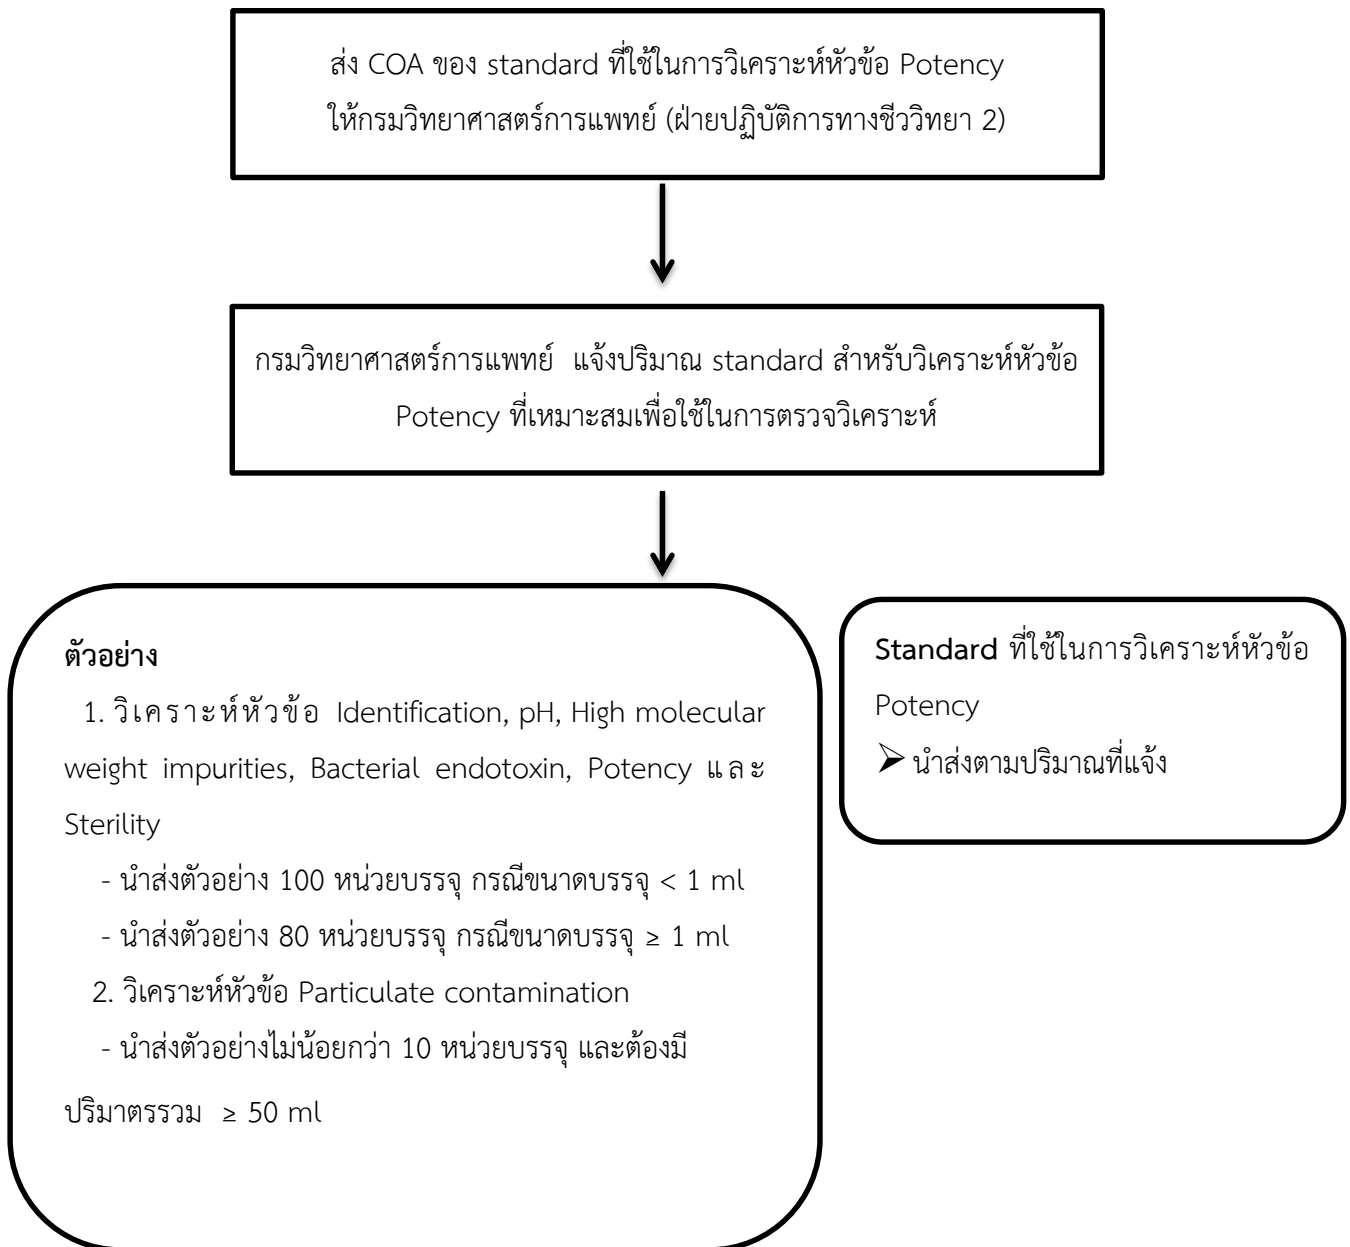 ส่ง COA ของ standard ที่ใช้ในการวิเคราะห์หัวข้อ Potency
ให้กรมวิทยาศาสตร์การแพทย์ (ฝ่ายปฏิบัติการทางชีววิทยา 2)
กรมวิทยาศาสตร์การแพทย์ แจ้งปริมาณ standard สำหรับวิเคราะห์หัวข้อ
Potency ที่เหมาะสมเพื่อใช้ในการตรวจวิเคราะห์
ตัวอย่าง
1. วิเคราะห์หัวข้อ Identification, pH, High molecular
weight impurities, Bacterial endotoxin, Potency และ
Sterility
- นำส่งตัวอย่าง 100 หน่วยบรรจุ กรณีขนาดบรรจุ < 1 ml
- นำส่งตัวอย่าง 80 หน่วยบรรจุ กรณีขนาดบรรจุ ≥ 1 ml
2. วิเคราะห์หัวข้อ Particulate contamination
- นำส่งตัวอย่างไม่น้อยกว่า 10 หน่วยบรรจุ และต้องมี
ปริมาตรรวม ≥ 50 ml
Standard ที่ใช้ในการวิเคราะห์หัวข้อ
Potency
➢ นำส่งตามปริมาณที่แจ้ง